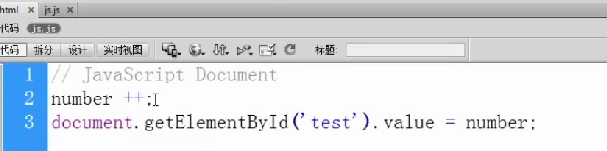 html × js.js ×
代码 js.js
代码 拆分 设计 实时视图 标题:
1 // JavaScript Document
2 number ++;
3 document.getElementById('test').value = number;